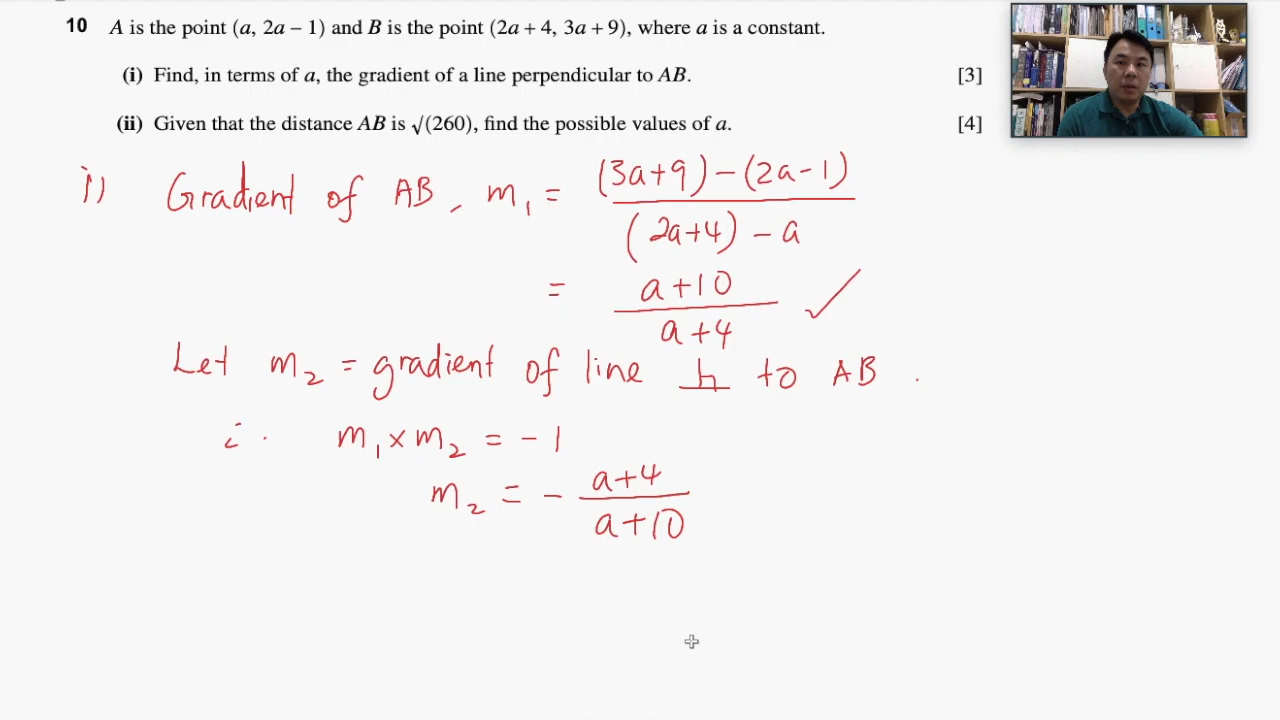 10 A is the point (a, 2a − 1) and B is the point (2a + 4, 3a + 9), where a is a constant.
(i) Find, in terms of a, the gradient of a line perpendicular to AB. [3]
(ii) Given that the distance AB is √(260), find the possible values of a. [4]
i) Gradient of AB, m₁ = ((3a+9) − (2a−1)) / ((2a+4) − a)
= (a+10) / (a+4) ✓
Let m₂ = gradient of line ⊥ to AB.
∴ m₁ × m₂ = −1
m₂ = − (a+4) / (a+10)